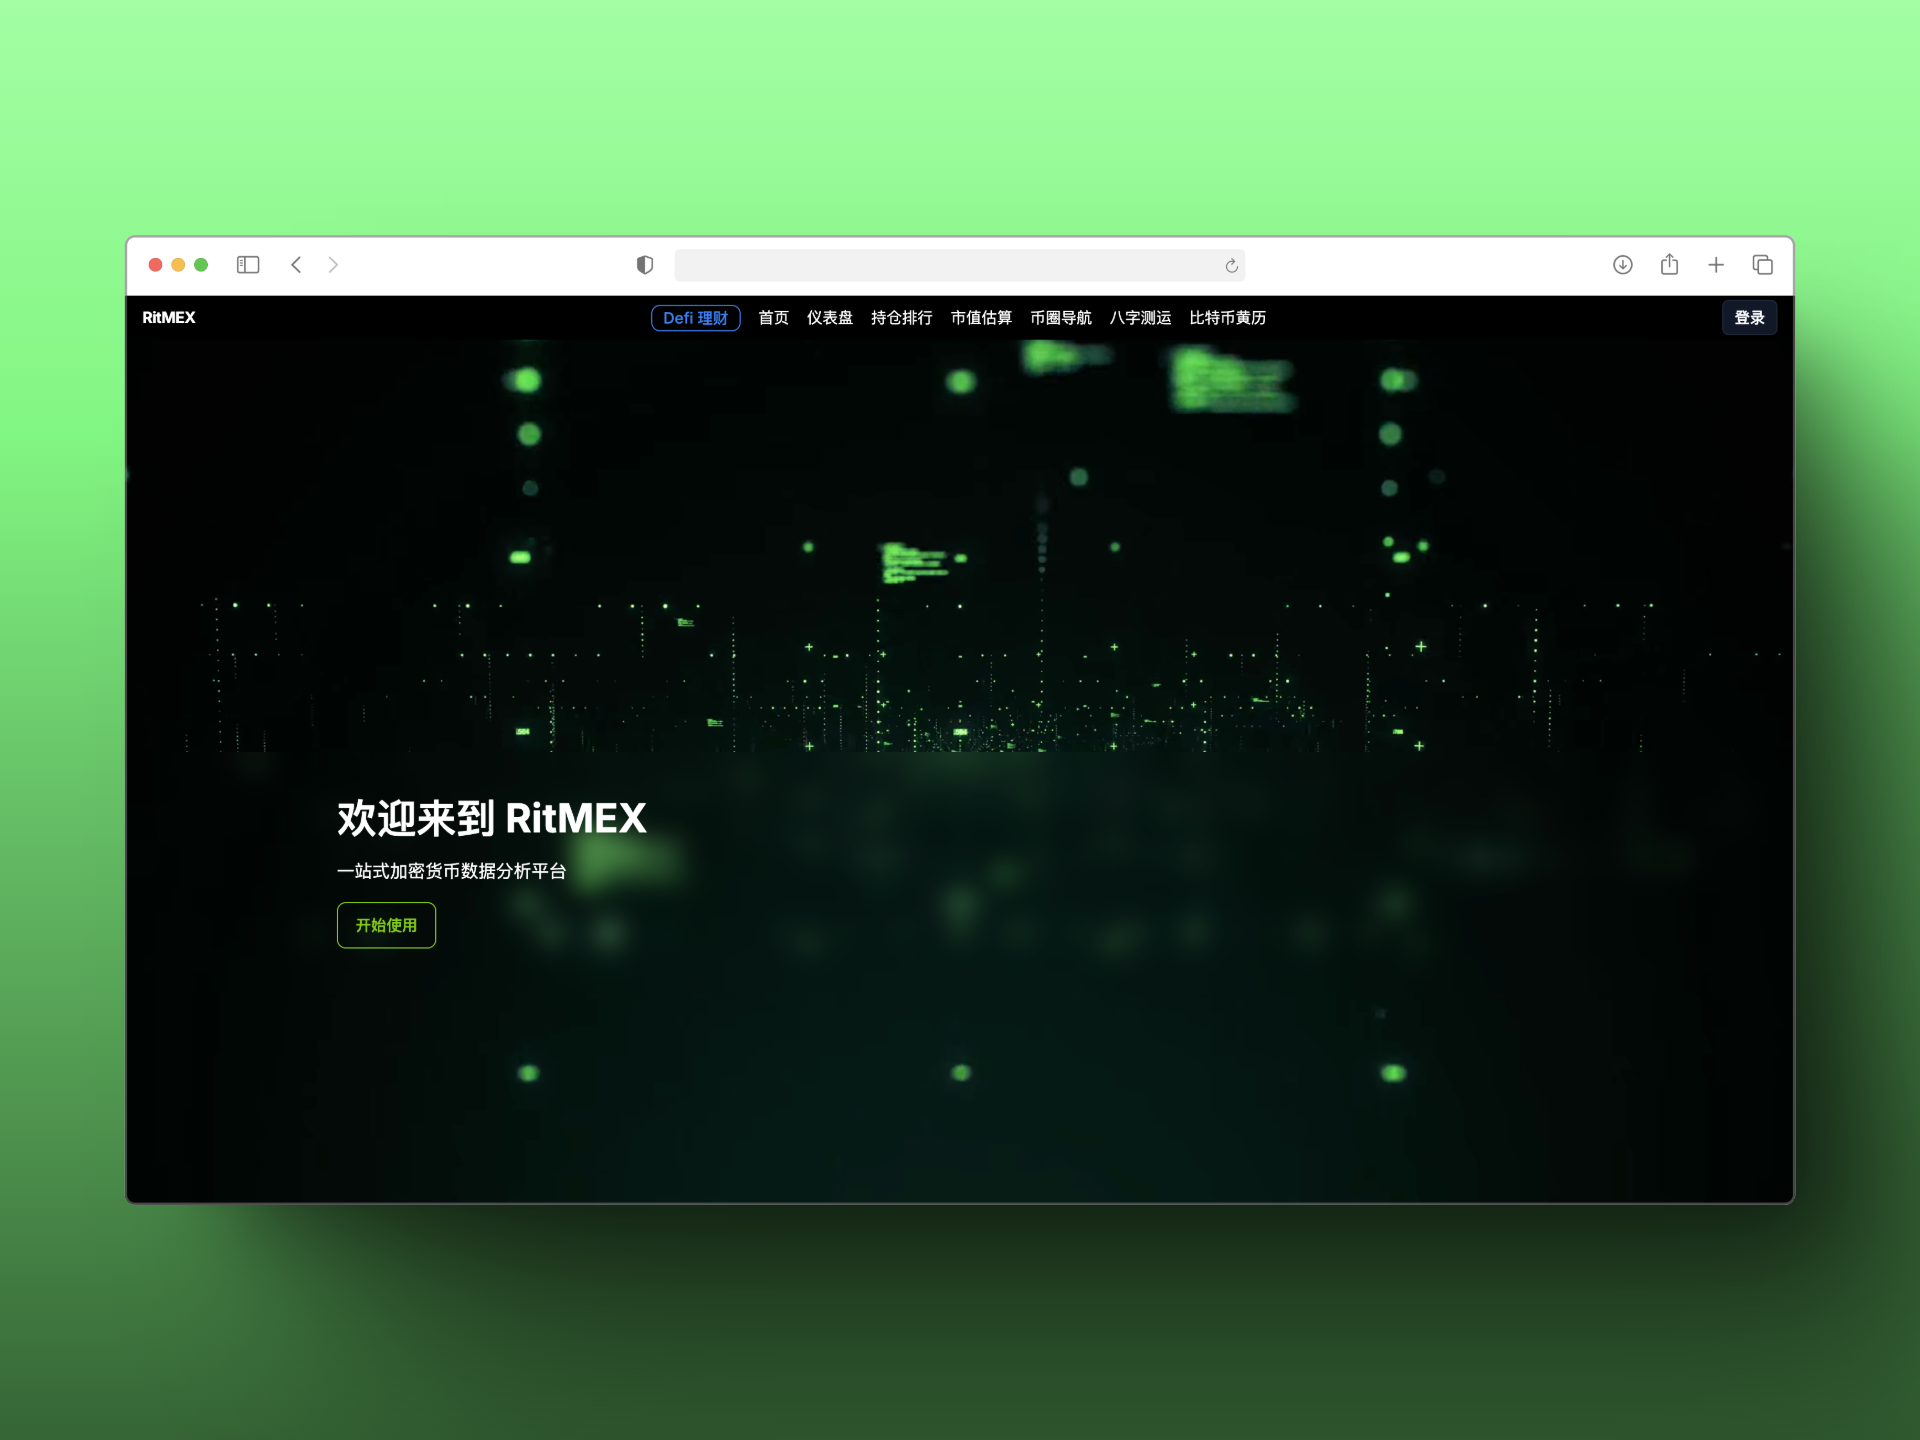 RitMEX
Defi 理财 首页 仪表盘 持仓排行 市值估算 币圈导航 八字测运 比特币黄历
登录
欢迎来到 RitMEX
一站式加密货币数据分析平台
开始使用